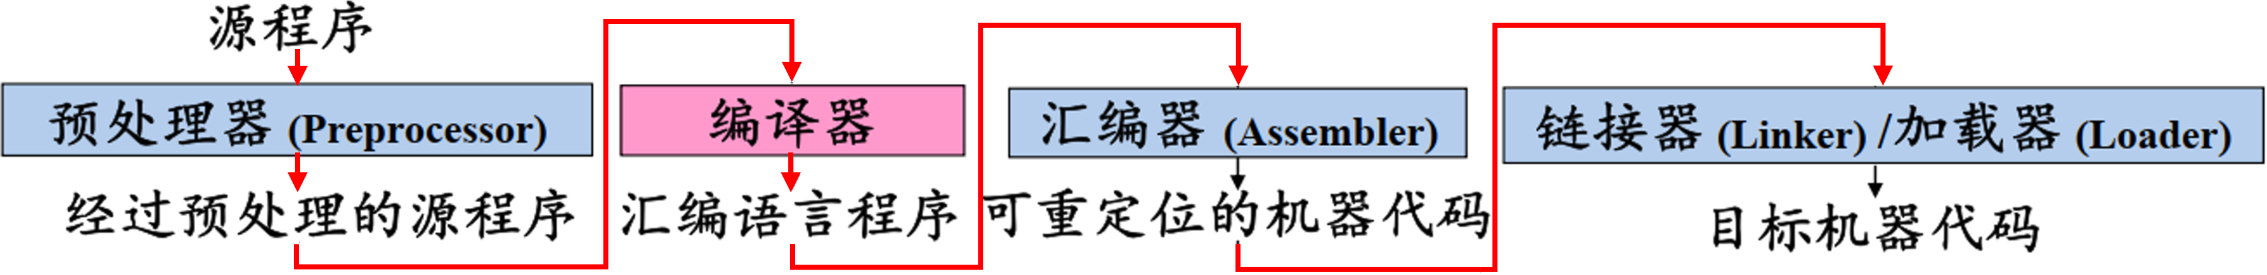 源程序
预处理器 (Preprocessor)
经过预处理的源程序
编译器
汇编语言程序
汇编器 (Assembler)
可重定位的机器代码
链接器 (Linker) /加载器 (Loader)
目标机器代码